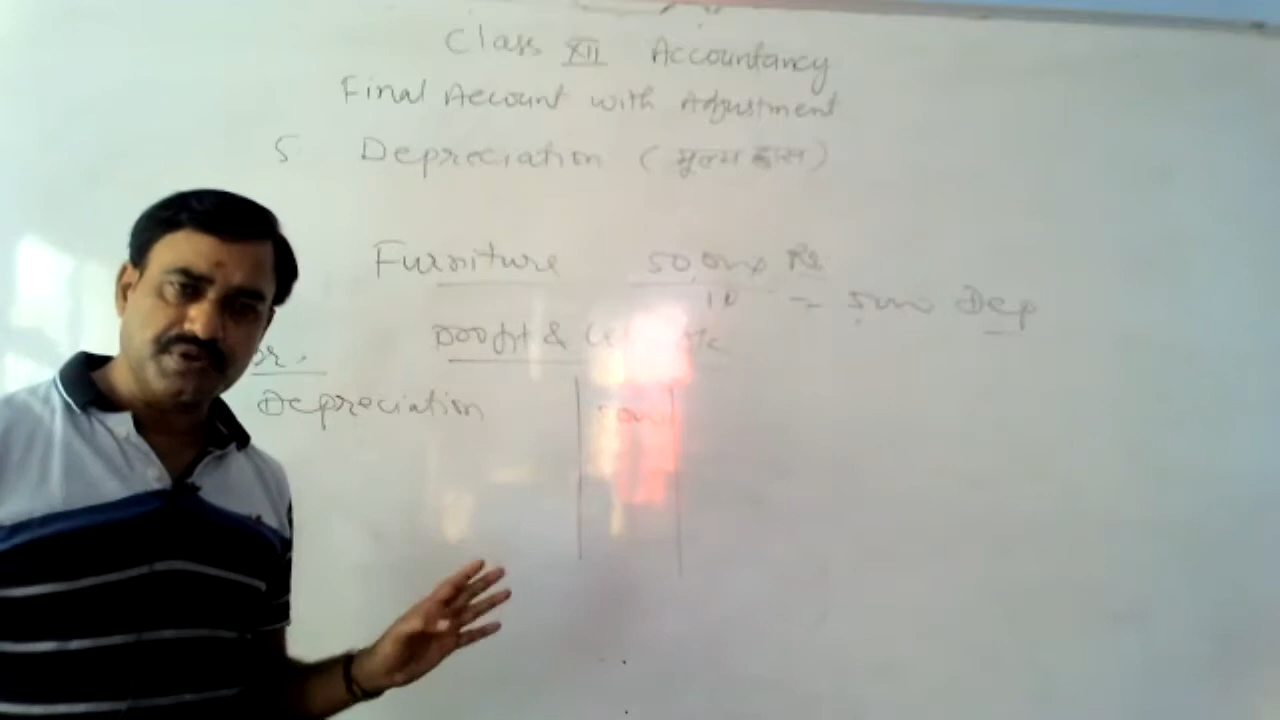 Class XII Accountancy
Final Account with Adjustment
5 Depreciation (मूल्य ह्रास)
Furniture 50,000 Rs
10 = 5000 Dep
Profit & A/c
Dr.
Depreciation 5000